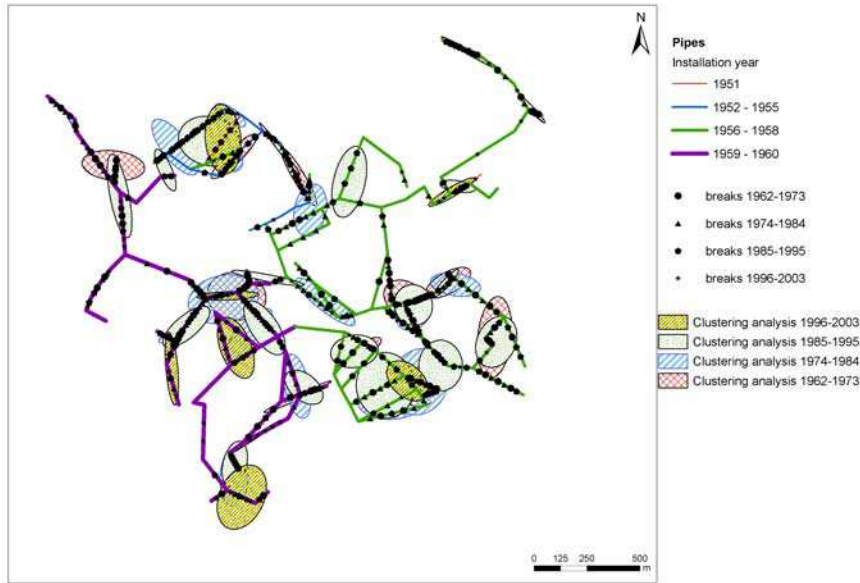 N
Pipes
Installation year
1951
1952 - 1955
1956 - 1958
1959 - 1960
breaks 1962-1973
breaks 1974-1984
breaks 1985-1995
breaks 1996-2003
Clustering analysis 1996-2003
Clustering analysis 1985-1995
Clustering analysis 1974-1984
Clustering analysis 1962-1973
0 125 250 500
m